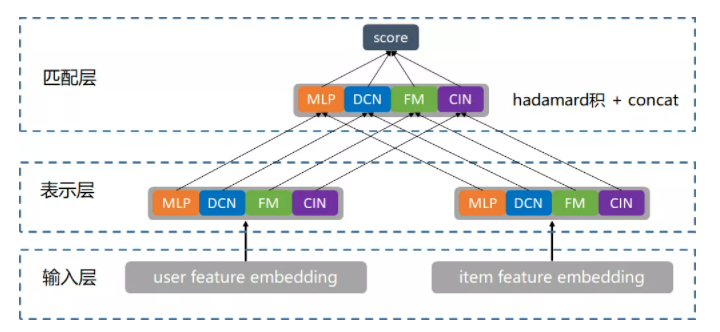 score
匹配层
MLP DCN FM CIN
hadamard积 + concat
表示层
MLP DCN FM CIN
MLP DCN FM CIN
输入层
user feature embedding
item feature embedding